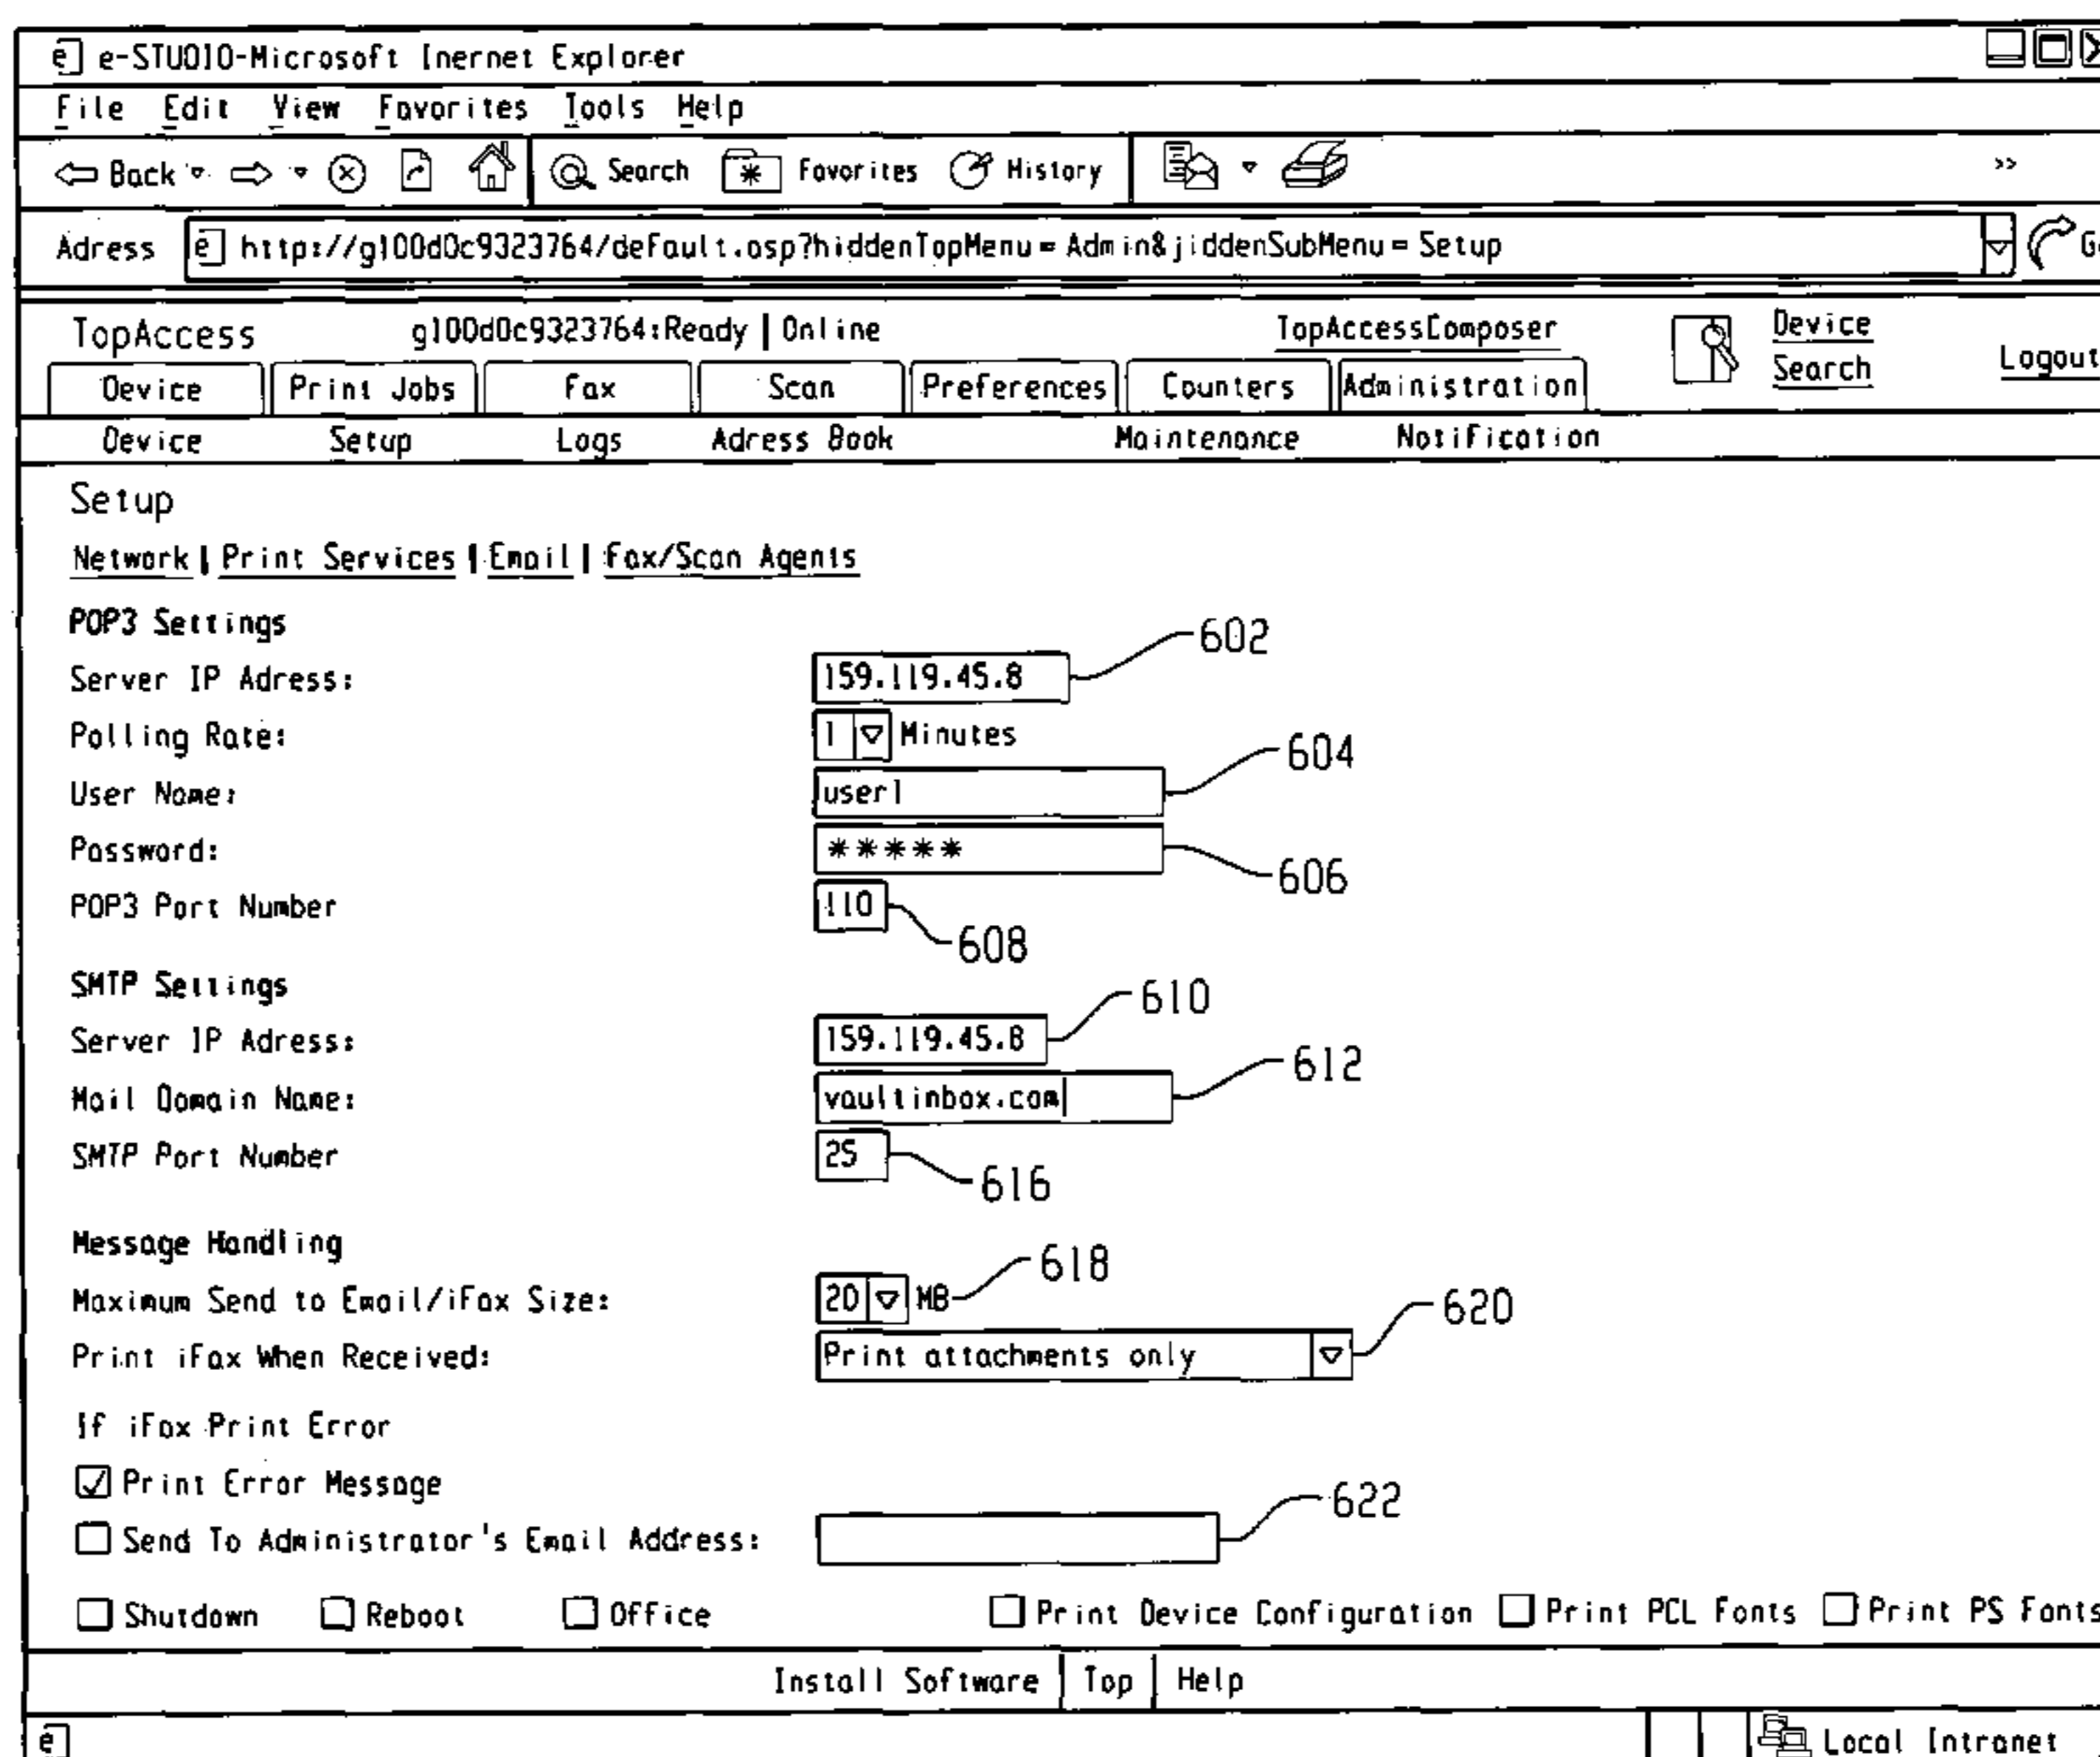 e e-STUDIO-Microsoft Inernet Explorer
File Edit View Favorites Tools Help
Back Search Favorites History >>
Adress e http://g100d0c9323764/default.asp?hiddenTopMenu=Admin&jiddenSubMenu=Setup
TopAccess g100d0c9323764:Ready | Online TopAccessComposer Device Search Logout
Device Print Jobs Fax Scan Preferences Counters Administration
Device Setup Logs Adress Book Maintenance Notification
Setup
Network | Print Services | Email | Fax/Scan Agents
POP3 Settings
602
Server IP Adress: 159.119.45.8
Polling Rate: 1 Minutes
604
User Name: user1
Password: *****
606
POP3 Port Number 110
608
SMTP Settings
610
Server IP Adress: 159.119.45.8
612
Mail Domain Name: vaultinbox.com
SMTP Port Number 25
616
Message Handling
618
Maximum Send to Email/iFax Size: 20 MB
620
Print iFax When Received: Print attachments only
If iFax Print Error
Print Error Message
622
Send To Administrator's Email Address:
Shutdown Reboot Office Print Device Configuration Print PCL Fonts Print PS Fonts
Install Software | Top | Help
e Local Intranet